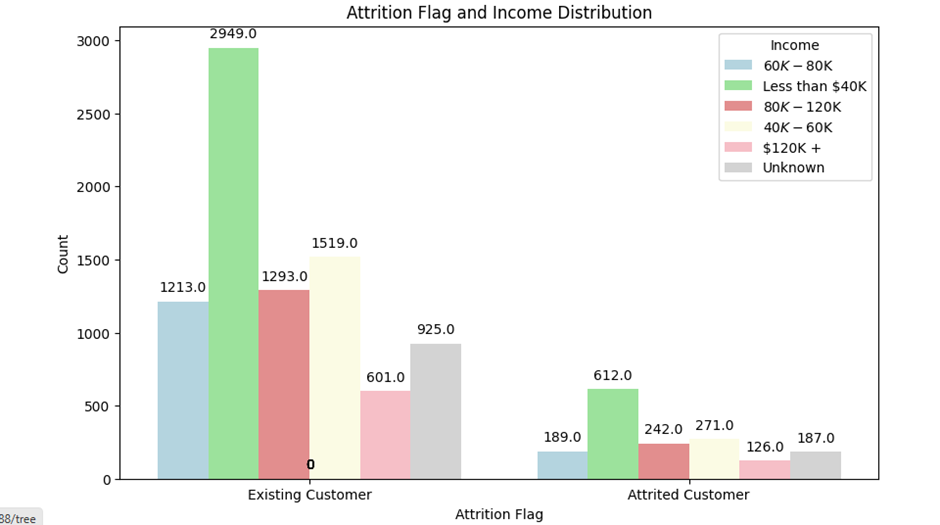 Attrition Flag and Income Distribution
2949.0
3000
Income
60K − 80K
Less than $40K
80K − 120K
40K − 60K
$120K +
Unknown
2500
2000
1500
1000
500
0
Count
1213.0
1293.0
1519.0
601.0
925.0
0
189.0
612.0
242.0
271.0
126.0
187.0
Existing Customer
Attrited Customer
Attrition Flag
88/tree